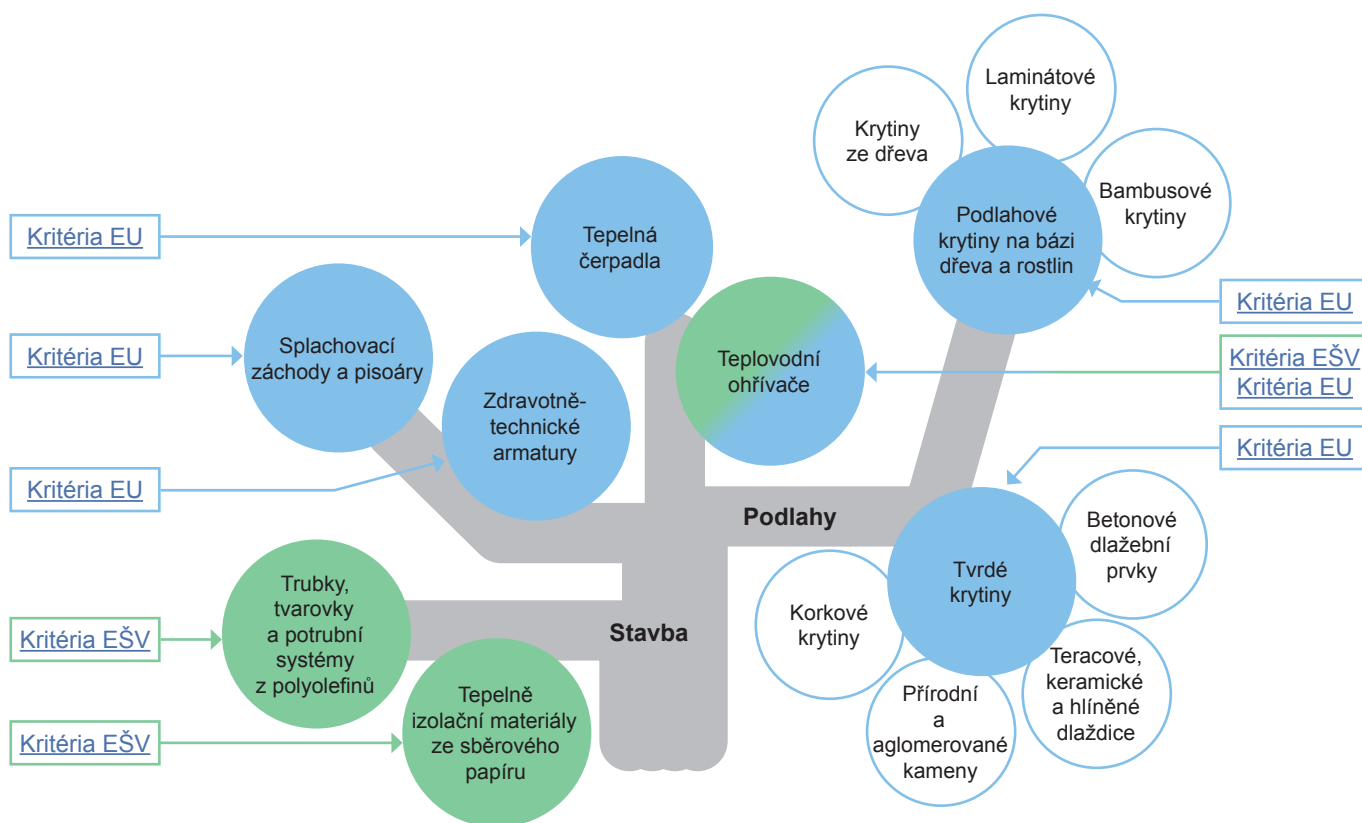 Laminátové
krytiny
Krytiny
ze dřeva
Bambusové
krytiny
Podlahové
krytiny na bázi
dřeva a rostlin
Kritéria EU
Tepelná
čerpadla
Kritéria EU
Kritéria EU
Splachovací
záchody a pisoáry
Teplovodní
ohřívače
Kritéria EŠV
Kritéria EU
Zdravotně-
technické
armatury
Kritéria EU
Kritéria EU
Podlahy
Betonové
dlažební
prvky
Tvrdé
krytiny
Trubky,
tvarovky
a potrubní
systémy
z polyolefinů
Kritéria EŠV
Stavba
Korkové
krytiny
Teracové,
keramické
a hlíněné
dlaždice
Přírodní
a
aglomerované
kameny
Tepelně
izolační materiály
ze sběrového
papíru
Kritéria EŠV